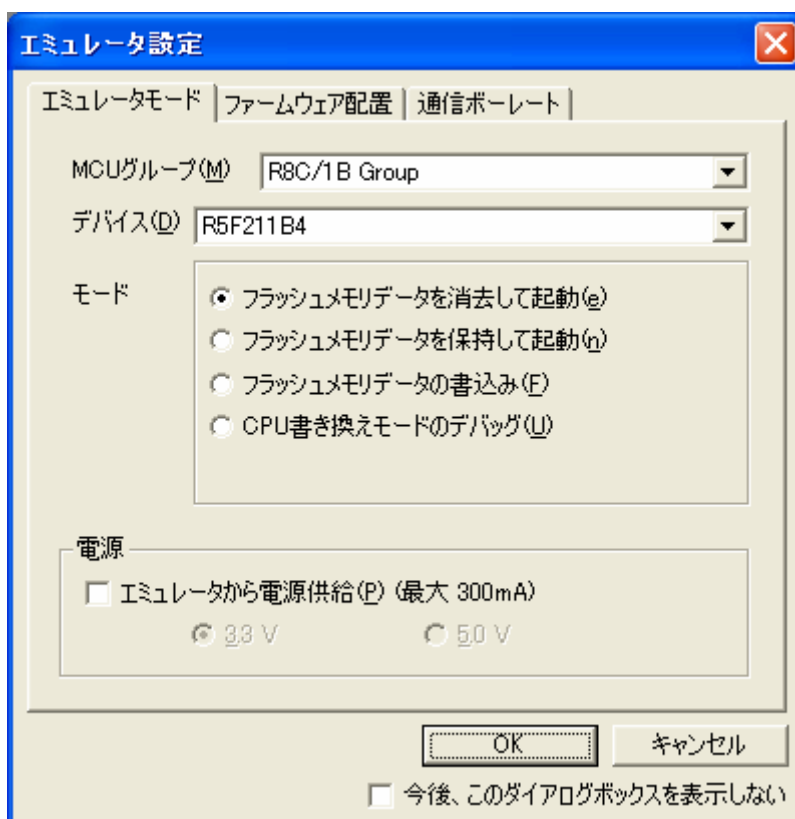 エミュレータ設定
エミュレータモード ファームウェア配置 通信ボーレート
MCUグループ(M) R8C/1B Group
デバイス(D) R5F211B4
モード
フラッシュメモリデータを消去して起動(e)
フラッシュメモリデータを保持して起動(n)
フラッシュメモリデータの書込み(F)
CPU書き換えモードのデバッグ(U)
電源
エミュレータから電源供給(P) (最大 300mA)
3.3 V 5.0 V
OK キャンセル
今後、このダイアログボックスを表示しない